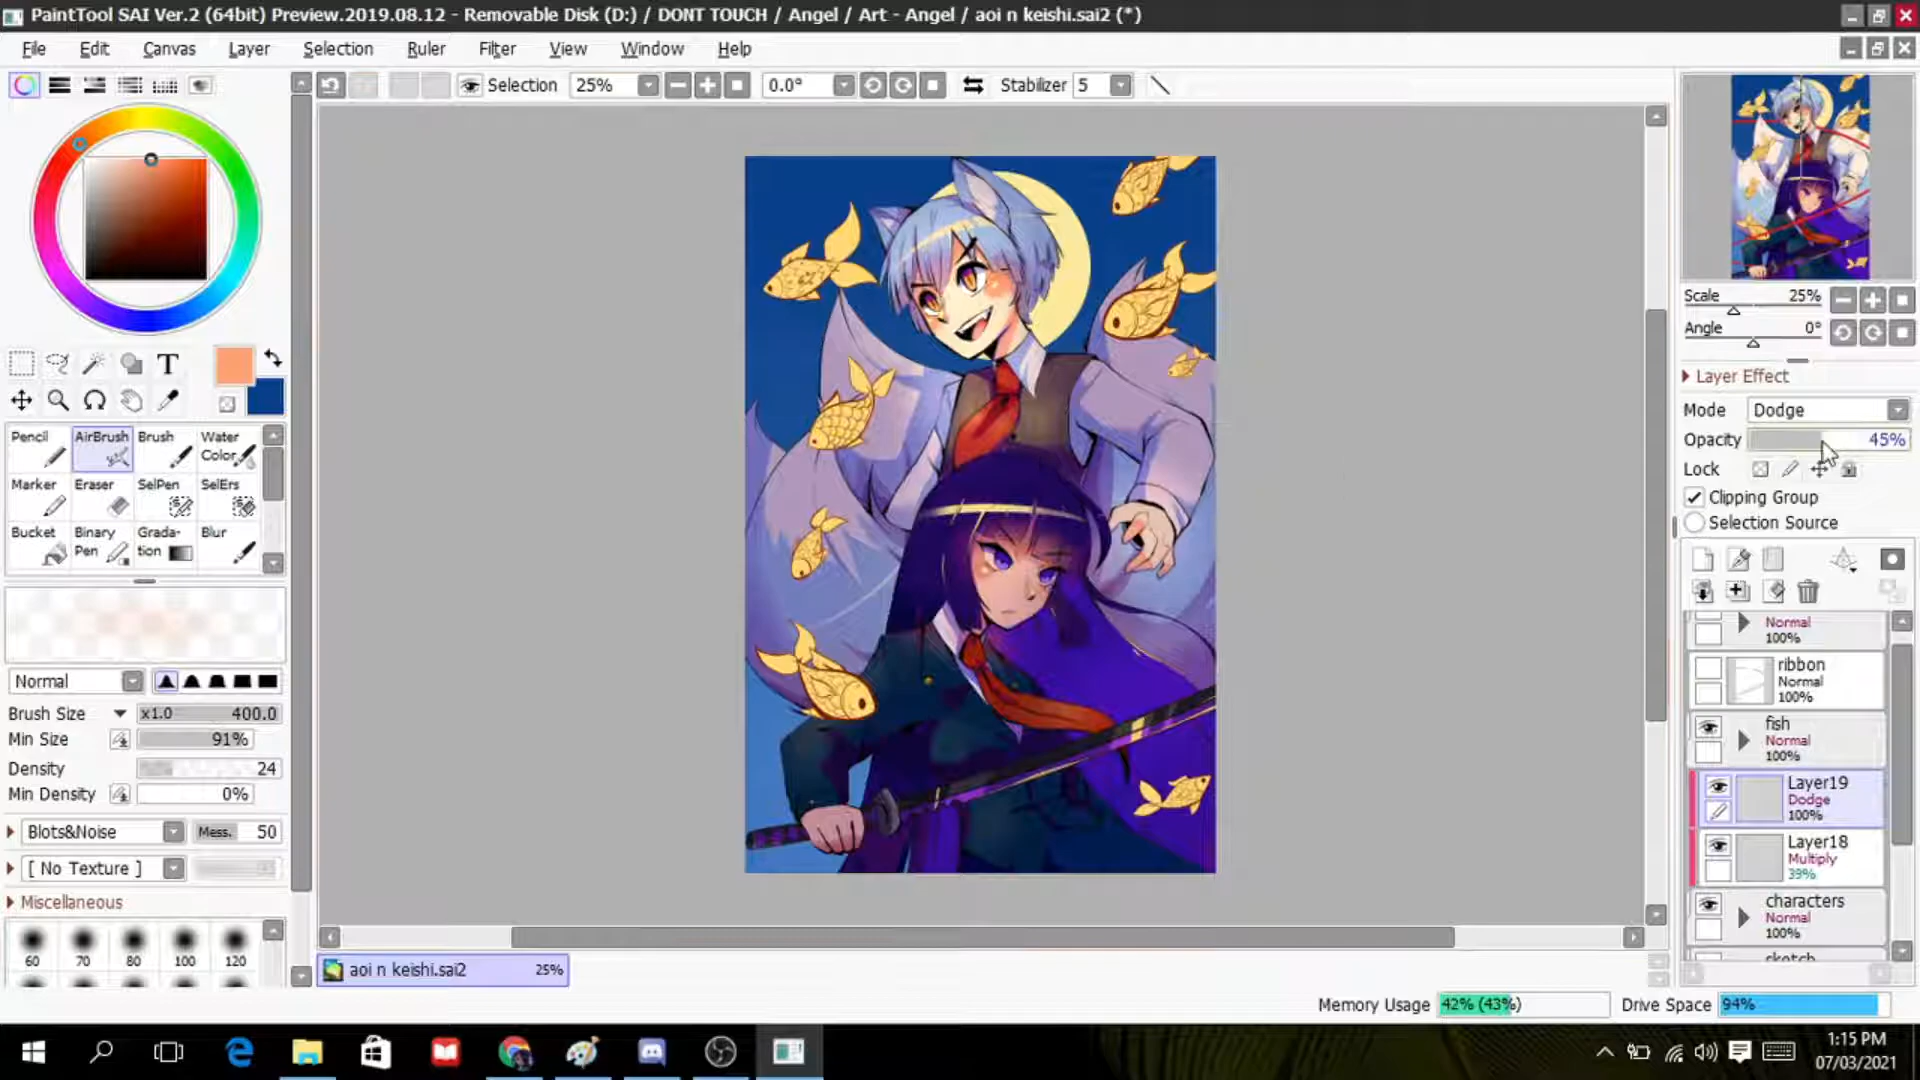 PaintTool SAI Ver.2 (64bit) Preview.2019.08.12 - Removable Disk (D:) / DONT TOUCH / Angel / Art - Angel / aoi n keishi.sai2 (*)
File Edit Canvas Layer Selection Ruler Filter View Window Help
Selection 25% 0.0° Stabilizer 5
Scale 25%
Angle 0°
T
Layer Effect
Mode Dodge
Opacity 45%
Lock
Clipping Group
Selection Source
Pencil AirBrush Brush Water Color
Marker Eraser SelPen SelErs
Bucket Binary Pen Grada-tion Blur
Normal
Brush Size x1.0 400.0
Min Size 91%
Density 24
Min Density 0%
Blots&Noise Mess. 50
[ No Texture ]
Miscellaneous
60 70 80 100 120
Normal
100%
ribbon
Normal
100%
fish
Normal
100%
Layer19
Dodge
100%
Layer18
Multiply
39%
characters
Normal
100%
sketch
aoi n keishi.sai2 25%
Memory Usage 42% (43%) Drive Space 94%
1:15 PM
07/03/2021